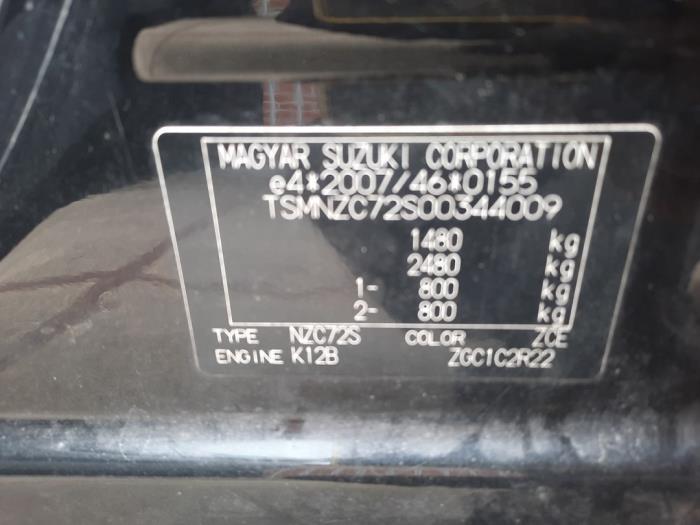 MAGYAR SUZUKI CORPORATION
e4*2007/46*0155
TSMNZC72S00344009
1480 kg
2480 kg
1- 800 kg
2- 800 kg
TYPE NZC72S COLOR ZCE
ENGINE K12B ZGC1C2R22